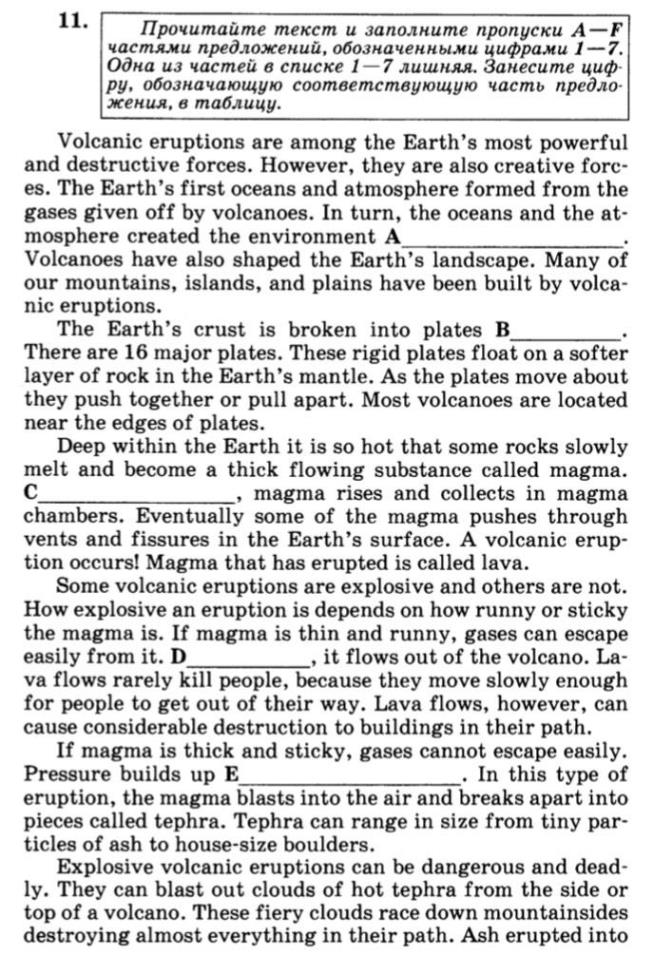 11.
Прочитайте текст и заполните пропуски A—F
частями предложений, обозначенными цифрами 1—7.
Одна из частей в списке 1—7 лишняя. Занесите циф-
ру, обозначающую соответствующую часть предло-
жения, в таблицу.
Volcanic eruptions are among the Earth's most powerful
and destructive forces. However, they are also creative forc-
es. The Earth's first oceans and atmosphere formed from the
gases given off by volcanoes. In turn, the oceans and the at-
mosphere created the environment A____________________.
Volcanoes have also shaped the Earth's landscape. Many of
our mountains, islands, and plains have been built by volca-
nic eruptions.
The Earth's crust is broken into plates B__________.
There are 16 major plates. These rigid plates float on a softer
layer of rock in the Earth's mantle. As the plates move about
they push together or pull apart. Most volcanoes are located
near the edges of plates.
Deep within the Earth it is so hot that some rocks slowly
melt and become a thick flowing substance called magma.
C__________________, magma rises and collects in magma
chambers. Eventually some of the magma pushes through
vents and fissures in the Earth's surface. A volcanic erup-
tion occurs! Magma that has erupted is called lava.
Some volcanic eruptions are explosive and others are not.
How explosive an eruption is depends on how runny or sticky
the magma is. If magma is thin and runny, gases can escape
easily from it. D___________, it flows out of the volcano. La-
va flows rarely kill people, because they move slowly enough
for people to get out of their way. Lava flows, however, can
cause considerable destruction to buildings in their path.
If magma is thick and sticky, gases cannot escape easily.
Pressure builds up E____________________. In this type of
eruption, the magma blasts into the air and breaks apart into
pieces called tephra. Tephra can range in size from tiny par-
ticles of ash to house-size boulders.
Explosive volcanic eruptions can be dangerous and dead-
ly. They can blast out clouds of hot tephra from the side or
top of a volcano. These fiery clouds race down mountainsides
destroying almost everything in their path. Ash erupted into